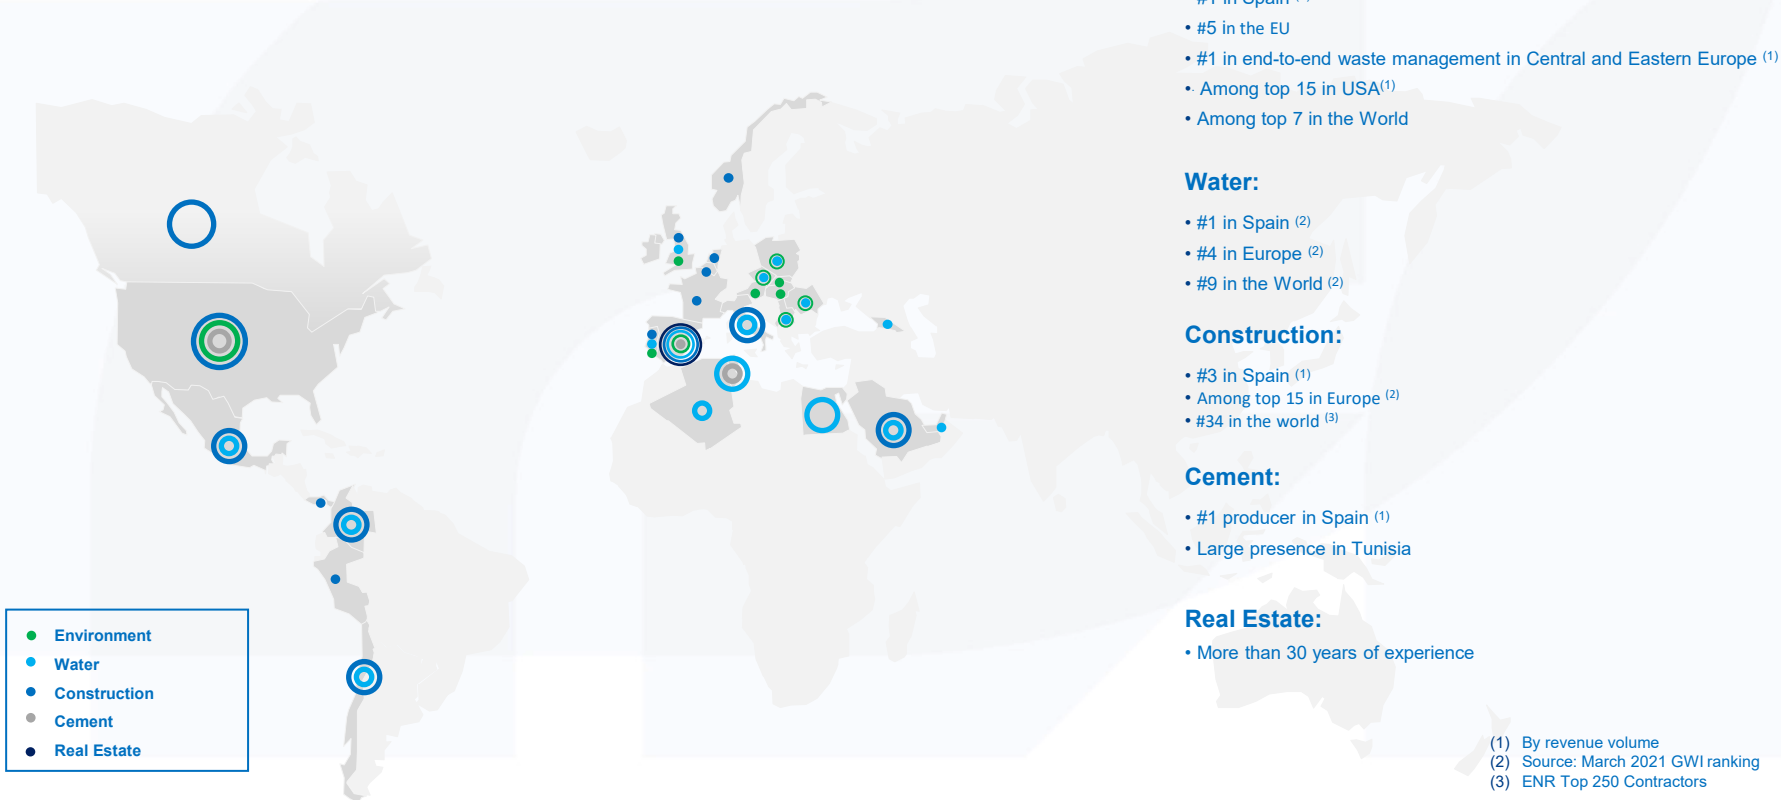 #1 in Spain
• #5 in the EU
• #1 in end-to-end waste management in Central and Eastern Europe (1)
• Among top 15 in USA(1)
• Among top 7 in the World
Water:
• #1 in Spain (2)
• #4 in Europe (2)
• #9 in the World (2)
Construction:
• #3 in Spain (1)
• Among top 15 in Europe (2)
• #34 in the world (3)
Cement:
• #1 producer in Spain (1)
• Large presence in Tunisia
Real Estate:
• More than 30 years of experience
Environment
Water
Construction
Cement
Real Estate
(1) By revenue volume
(2) Source: March 2021 GWI ranking
(3) ENR Top 250 Contractors